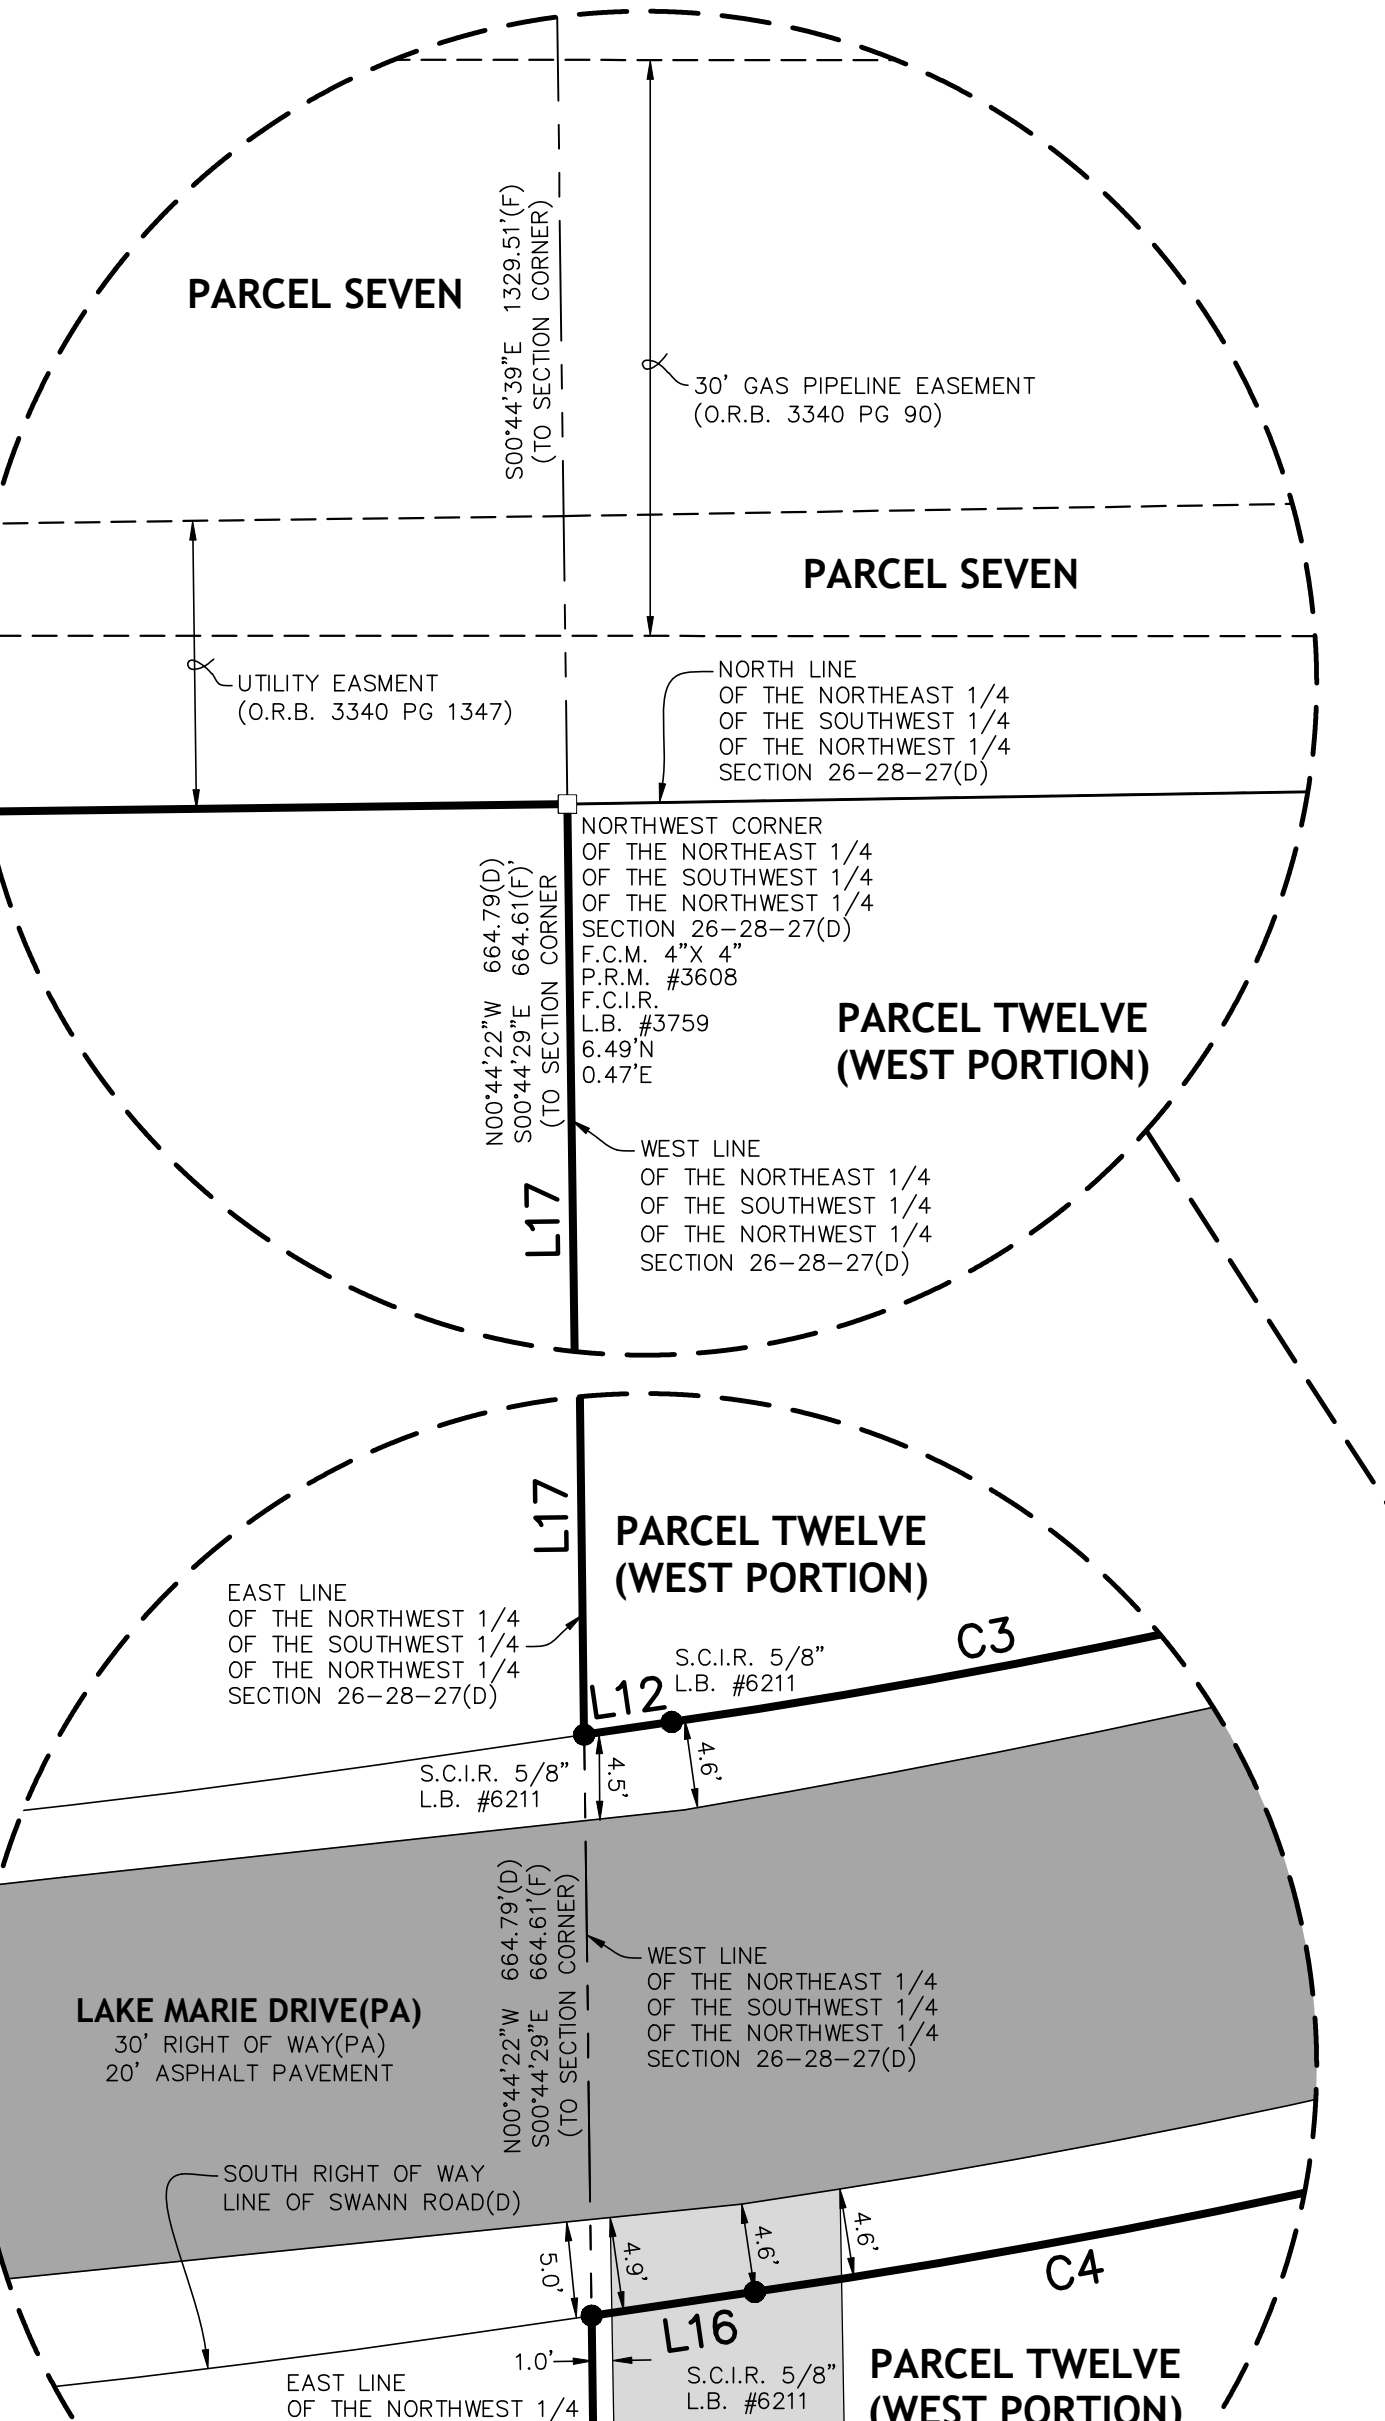 S00°44'39"E 1329.51'(F)
(TO SECTION CORNER)
PARCEL SEVEN
30' GAS PIPELINE EASEMENT
(O.R.B. 3340 PG 90)
PARCEL SEVEN
UTILITY EASMENT
(O.R.B. 3340 PG 1347)
NORTH LINE
OF THE NORTHEAST 1/4
OF THE SOUTHWEST 1/4
OF THE NORTHWEST 1/4
SECTION 26-28-27(D)
NORTHWEST CORNER
OF THE NORTHEAST 1/4
OF THE SOUTHWEST 1/4
OF THE NORTHWEST 1/4
SECTION 26-28-27(D)
F.C.M. 4"X 4"
P.R.M. #3608
F.C.I.R.
L.B. #3759
6.49'N
0.47'E
N00°44'22"W 664.79(D)
S00°44'29"E 664.61(F)'
(TO SECTION CORNER
PARCEL TWELVE
(WEST PORTION)
WEST LINE
OF THE NORTHEAST 1/4
OF THE SOUTHWEST 1/4
OF THE NORTHWEST 1/4
SECTION 26-28-27(D)
L17
L17
PARCEL TWELVE
(WEST PORTION)
EAST LINE
OF THE NORTHWEST 1/4
OF THE SOUTHWEST 1/4
OF THE NORTHWEST 1/4
SECTION 26-28-27(D)
C3
S.C.I.R. 5/8"
L.B. #6211
L12
S.C.I.R. 5/8"
L.B. #6211
4.5'
4.6'
N00°44'22"W 664.79'(D)
S00°44'29"E 664.61'(F)
(TO SECTION CORNER)
WEST LINE
OF THE NORTHEAST 1/4
OF THE SOUTHWEST 1/4
OF THE NORTHWEST 1/4
SECTION 26-28-27(D)
LAKE MARIE DRIVE(PA)
30' RIGHT OF WAY(PA)
20' ASPHALT PAVEMENT
SOUTH RIGHT OF WAY
LINE OF SWANN ROAD(D)
5.0'
4.9'
4.6'
4.6'
C4
L16
1.0'
S.C.I.R. 5/8"
L.B. #6211
PARCEL TWELVE
(WEST PORTION)
EAST LINE
OF THE NORTHWEST 1/4